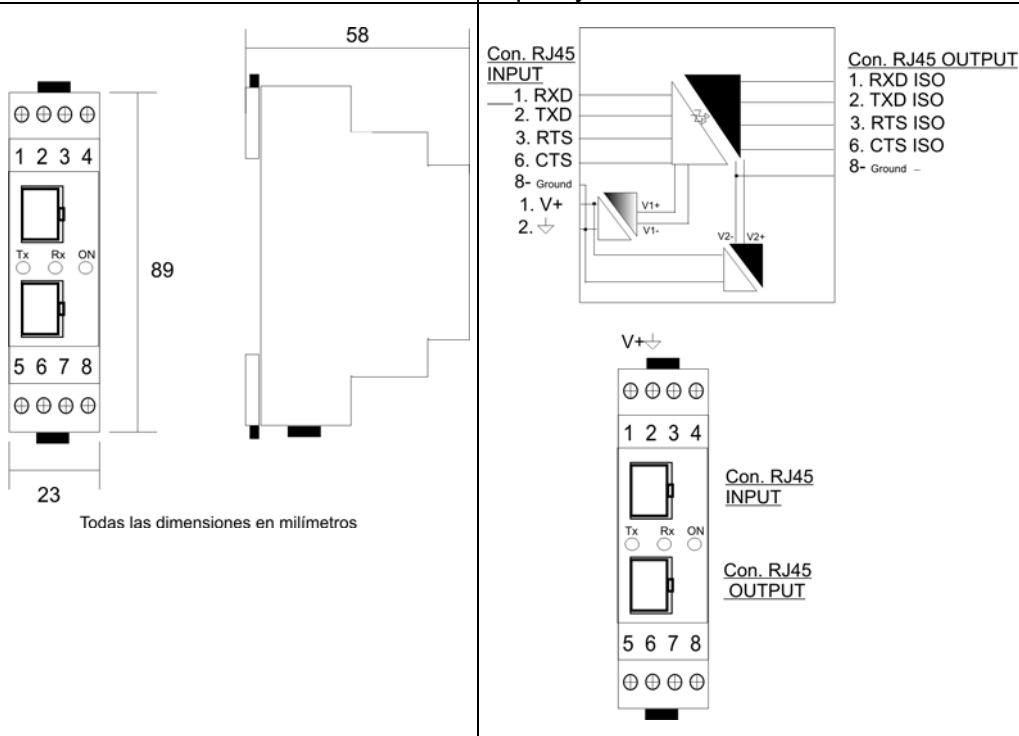 58
1 2 3 4
Tx Rx ON
89
5 6 7 8
23
Todas las dimensiones en milímetros
Con. RJ45
INPUT
1. RXD
2. TXD
3. RTS
6. CTS
8- Ground
1. V+
2.
V1+
V1-
V2- V2+
Con. RJ45 OUTPUT
1. RXD ISO
2. TXD ISO
3. RTS ISO
6. CTS ISO
8- Ground
V+
1 2 3 4
Con. RJ45
INPUT
Tx Rx ON
Con. RJ45
OUTPUT
5 6 7 8